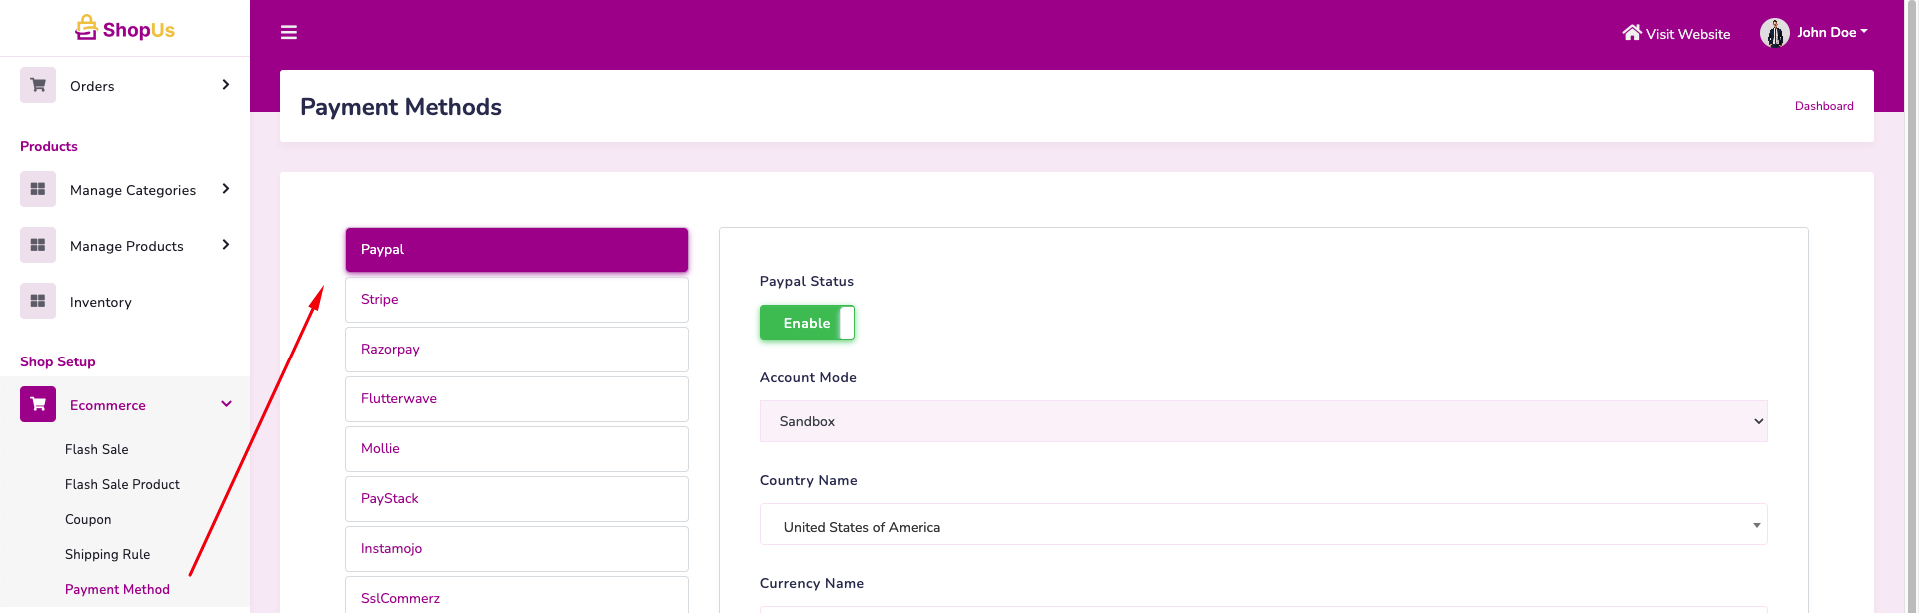 ShopUs
Visit Website
John Doe
Orders
Products
Manage Categories
Manage Products
Inventory
Shop Setup
Ecommerce
Flash Sale
Flash Sale Product
Coupon
Shipping Rule
Payment Method
Payment Methods
Dashboard
Paypal
Stripe
Razorpay
Flutterwave
Mollie
PayStack
Instamojo
SslCommerz
Paypal Status
Enable
Account Mode
Sandbox
Country Name
United States of America
Currency Name